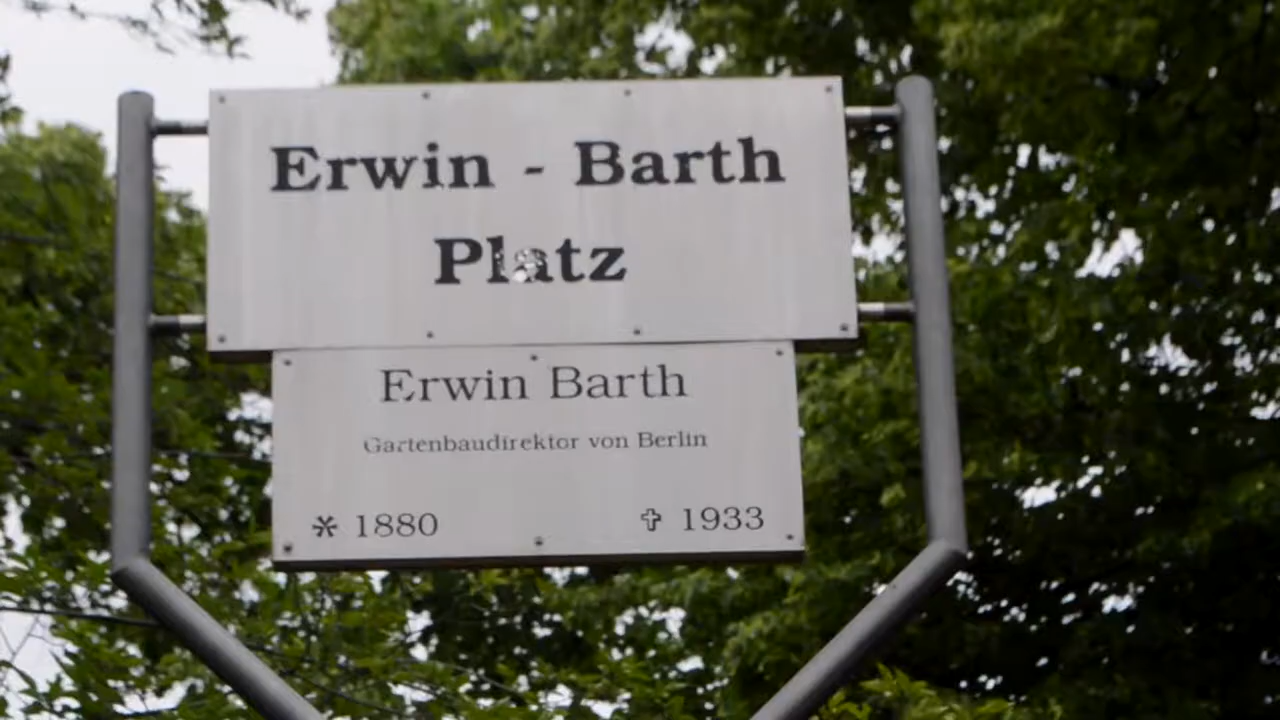 Erwin - Barth
Platz
Erwin Barth
Gartenbaudirektor von Berlin
* 1880 ✞ 1933